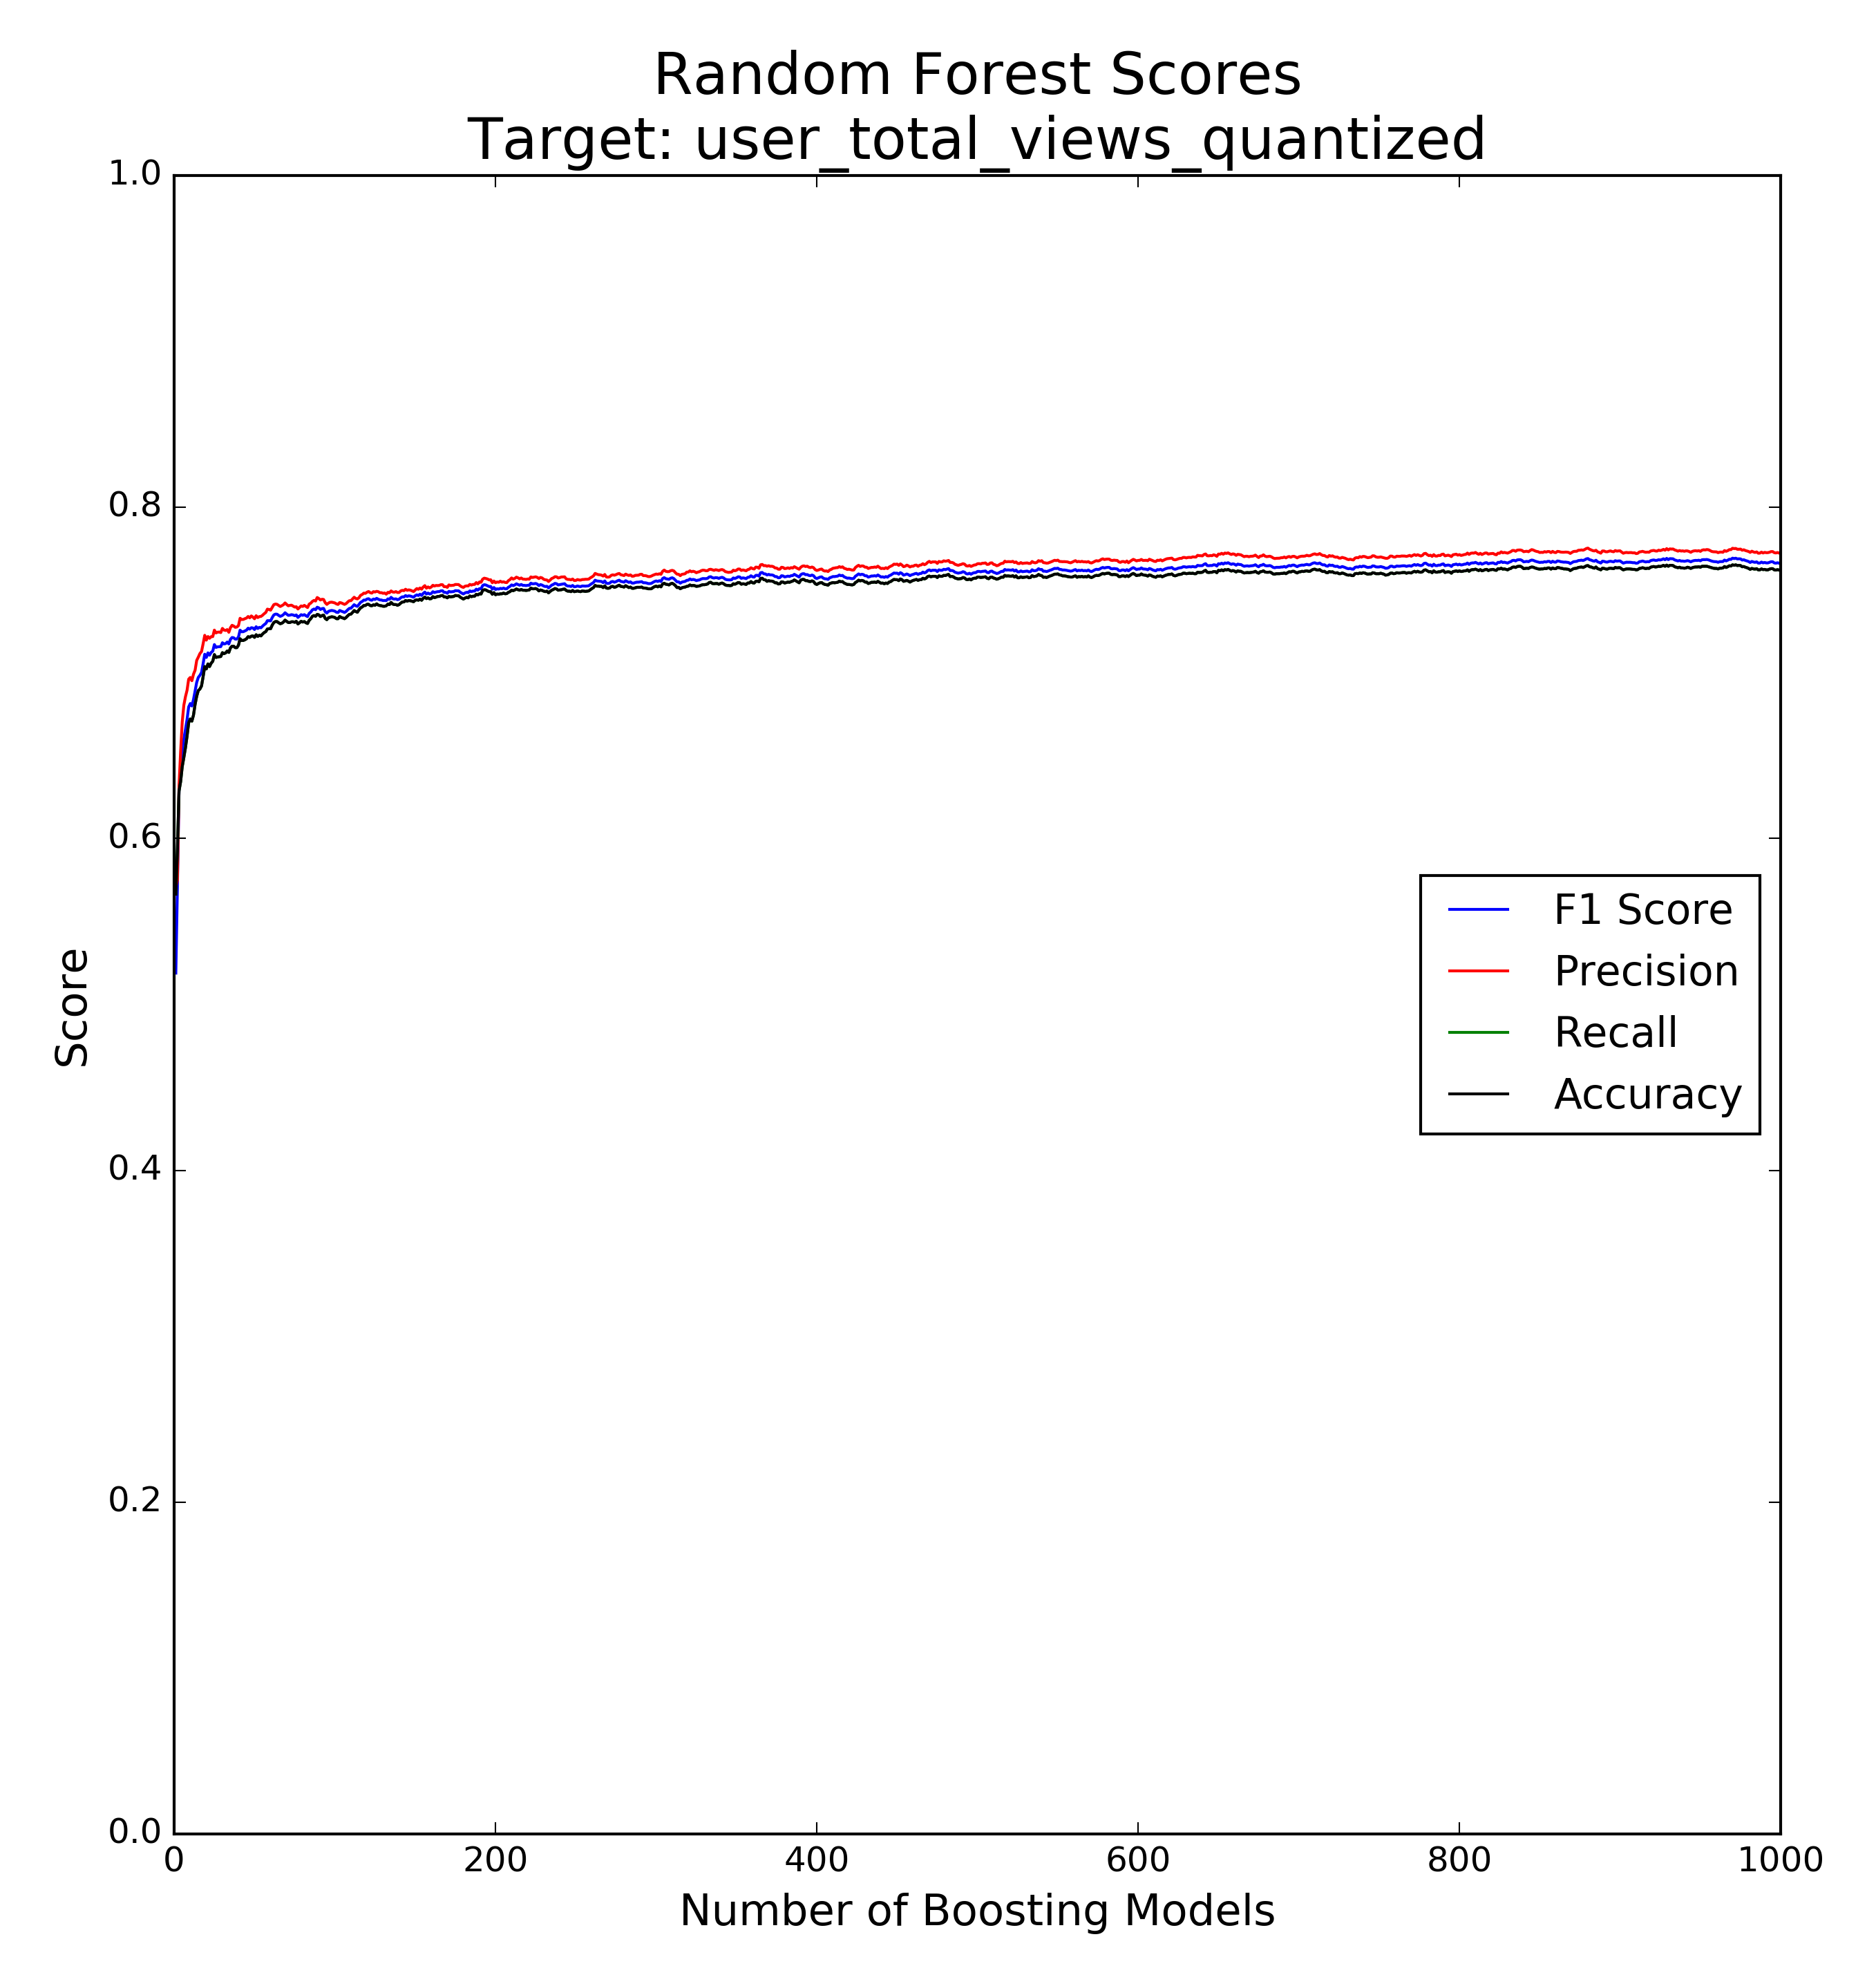 Random Forest Scores
Target: user_total_views_quantized
1.0
0.8
0.6
0.4
0.2
0.0
Score
F1 Score
Precision
Recall
Accuracy
0 200 400 600 800 1000
Number of Boosting Models